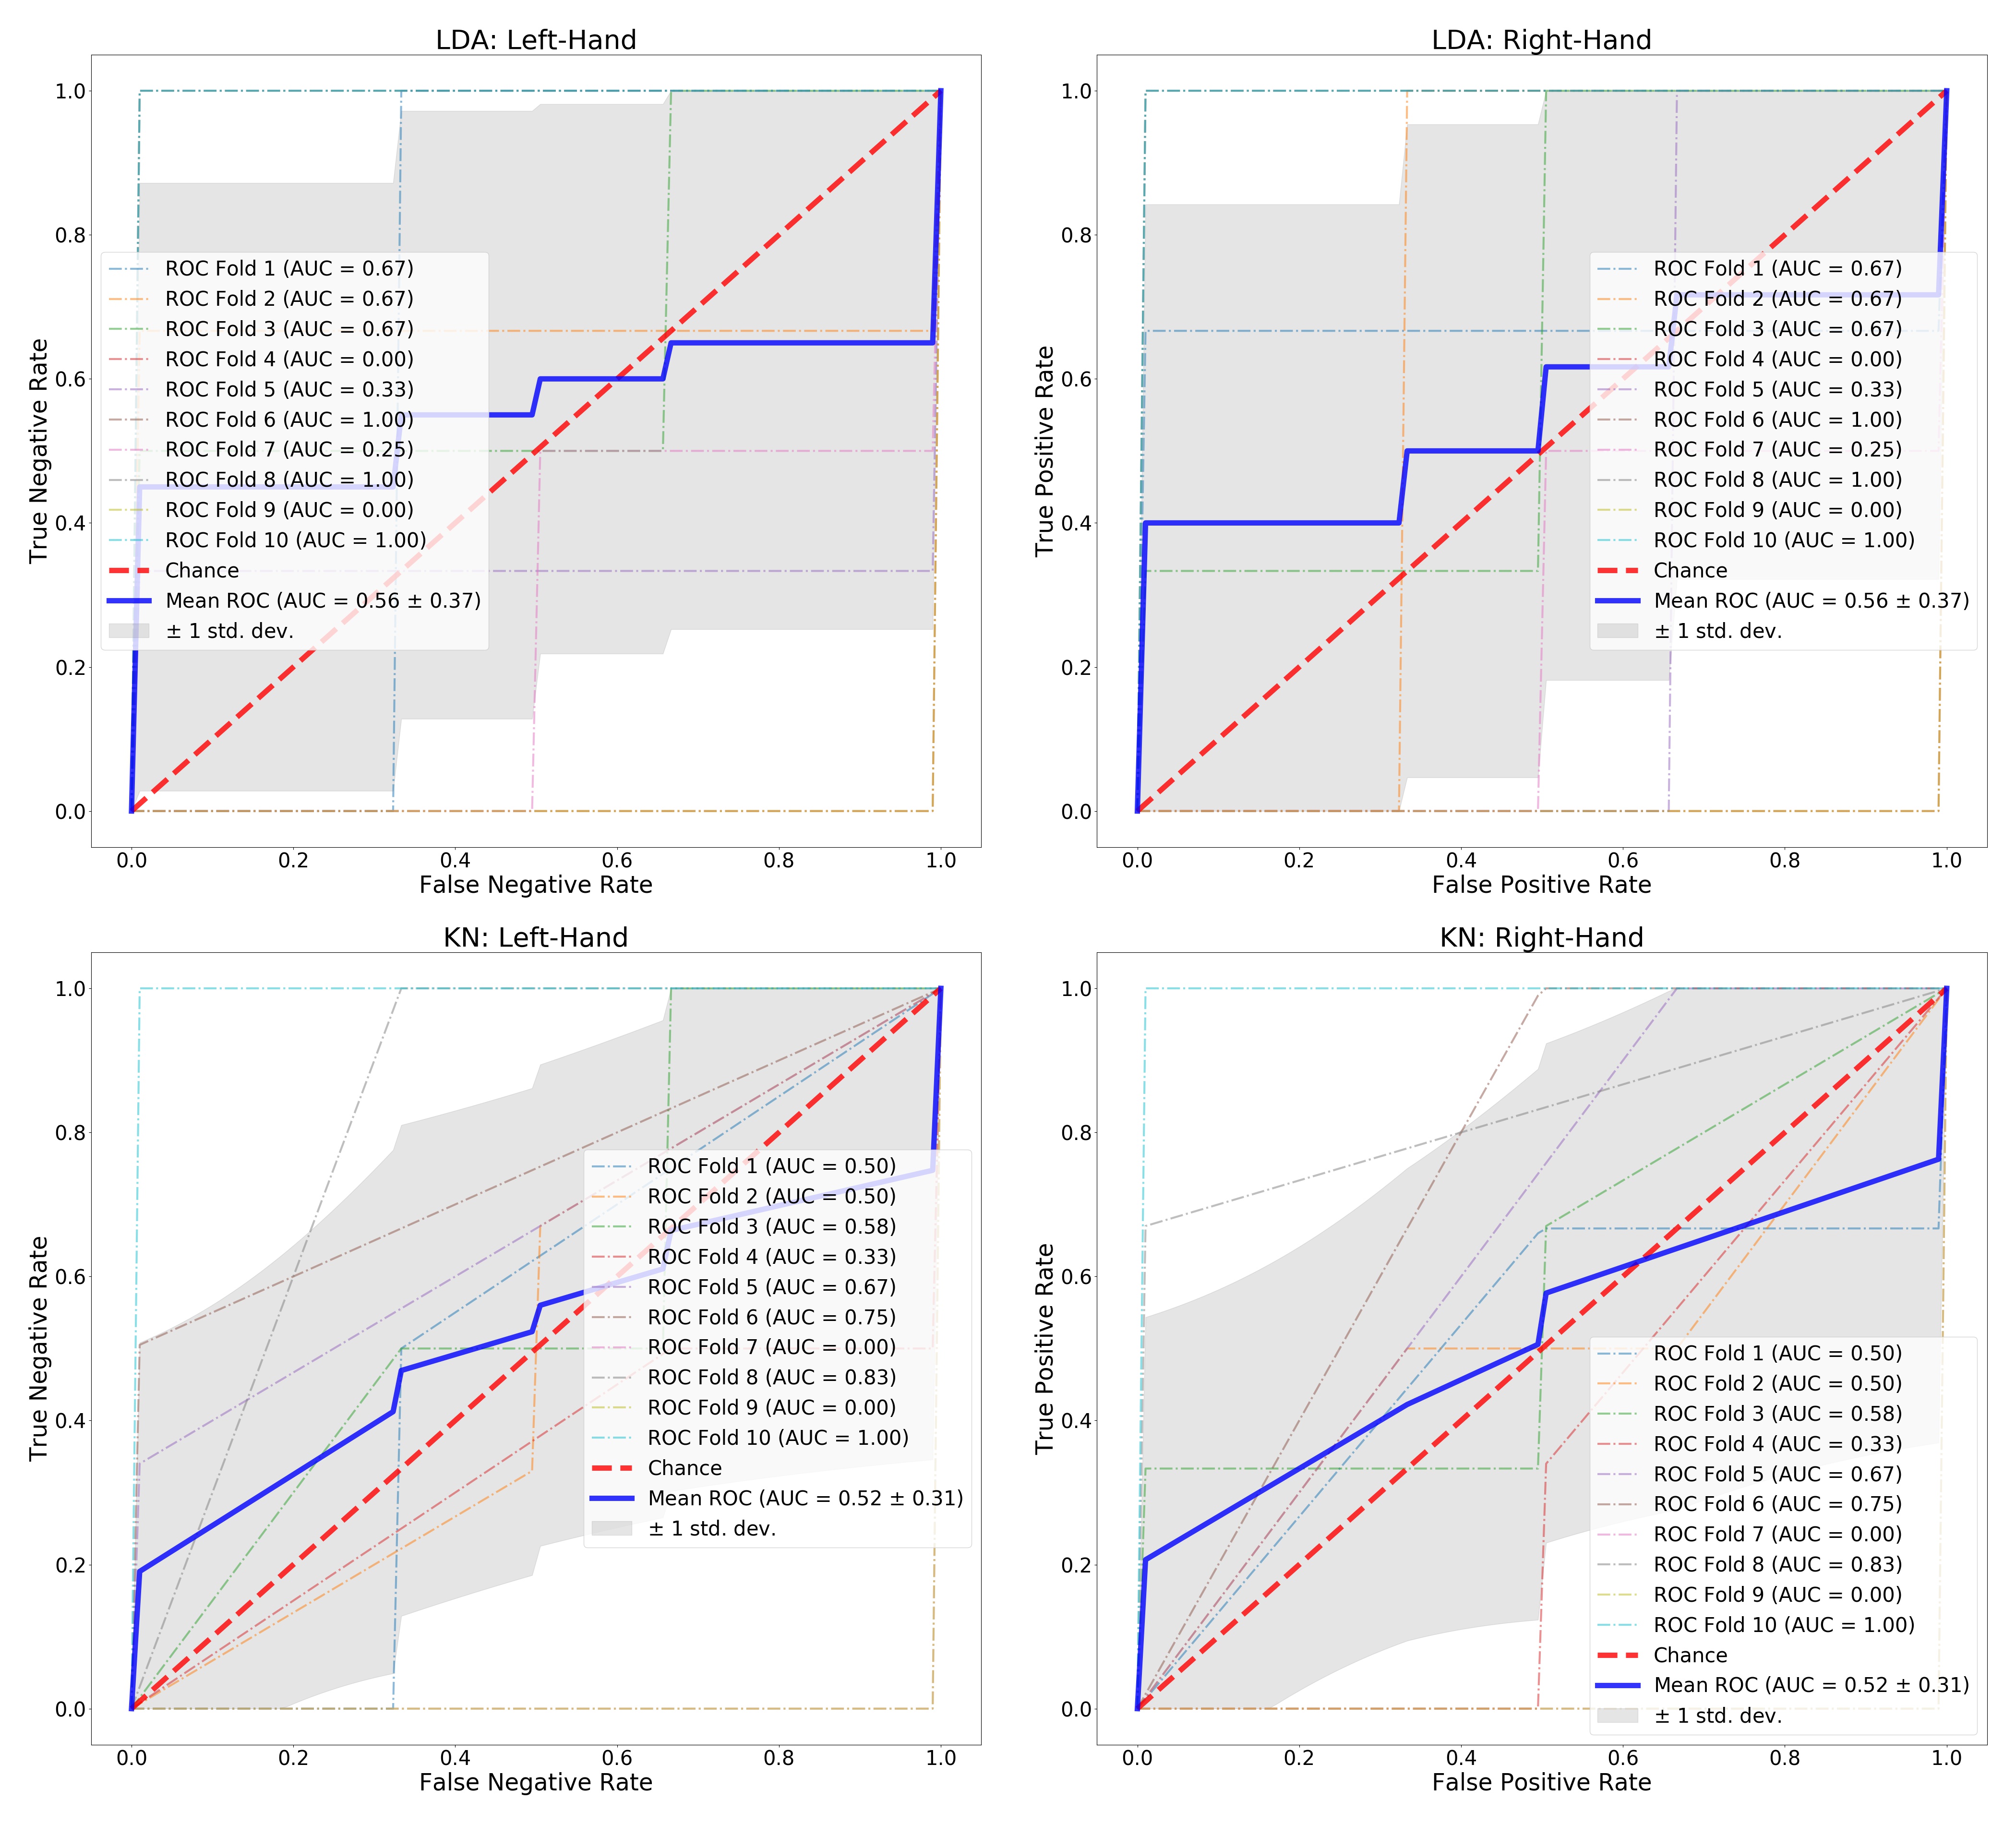 LDA: Left-Hand
True Negative Rate
1.0
0.8
0.6
0.4
0.2
0.0
ROC Fold 1 (AUC = 0.67)
ROC Fold 2 (AUC = 0.67)
ROC Fold 3 (AUC = 0.67)
ROC Fold 4 (AUC = 0.00)
ROC Fold 5 (AUC = 0.33)
ROC Fold 6 (AUC = 1.00)
ROC Fold 7 (AUC = 0.25)
ROC Fold 8 (AUC = 1.00)
ROC Fold 9 (AUC = 0.00)
ROC Fold 10 (AUC = 1.00)
Chance
Mean ROC (AUC = 0.56 ± 0.37)
± 1 std. dev.
0.0 0.2 0.4 0.6 0.8 1.0
False Negative Rate
LDA: Right-Hand
True Positive Rate
1.0
0.8
0.6
0.4
0.2
0.0
ROC Fold 1 (AUC = 0.67)
ROC Fold 2 (AUC = 0.67)
ROC Fold 3 (AUC = 0.67)
ROC Fold 4 (AUC = 0.00)
ROC Fold 5 (AUC = 0.33)
ROC Fold 6 (AUC = 1.00)
ROC Fold 7 (AUC = 0.25)
ROC Fold 8 (AUC = 1.00)
ROC Fold 9 (AUC = 0.00)
ROC Fold 10 (AUC = 1.00)
Chance
Mean ROC (AUC = 0.56 ± 0.37)
± 1 std. dev.
0.0 0.2 0.4 0.6 0.8 1.0
False Positive Rate
KN: Left-Hand
True Negative Rate
1.0
0.8
0.6
0.4
0.2
0.0
ROC Fold 1 (AUC = 0.50)
ROC Fold 2 (AUC = 0.50)
ROC Fold 3 (AUC = 0.58)
ROC Fold 4 (AUC = 0.33)
ROC Fold 5 (AUC = 0.67)
ROC Fold 6 (AUC = 0.75)
ROC Fold 7 (AUC = 0.00)
ROC Fold 8 (AUC = 0.83)
ROC Fold 9 (AUC = 0.00)
ROC Fold 10 (AUC = 1.00)
Chance
Mean ROC (AUC = 0.52 ± 0.31)
± 1 std. dev.
0.0 0.2 0.4 0.6 0.8 1.0
False Negative Rate
KN: Right-Hand
True Positive Rate
1.0
0.8
0.6
0.4
0.2
0.0
ROC Fold 1 (AUC = 0.50)
ROC Fold 2 (AUC = 0.50)
ROC Fold 3 (AUC = 0.58)
ROC Fold 4 (AUC = 0.33)
ROC Fold 5 (AUC = 0.67)
ROC Fold 6 (AUC = 0.75)
ROC Fold 7 (AUC = 0.00)
ROC Fold 8 (AUC = 0.83)
ROC Fold 9 (AUC = 0.00)
ROC Fold 10 (AUC = 1.00)
Chance
Mean ROC (AUC = 0.52 ± 0.31)
± 1 std. dev.
0.0 0.2 0.4 0.6 0.8 1.0
False Positive Rate